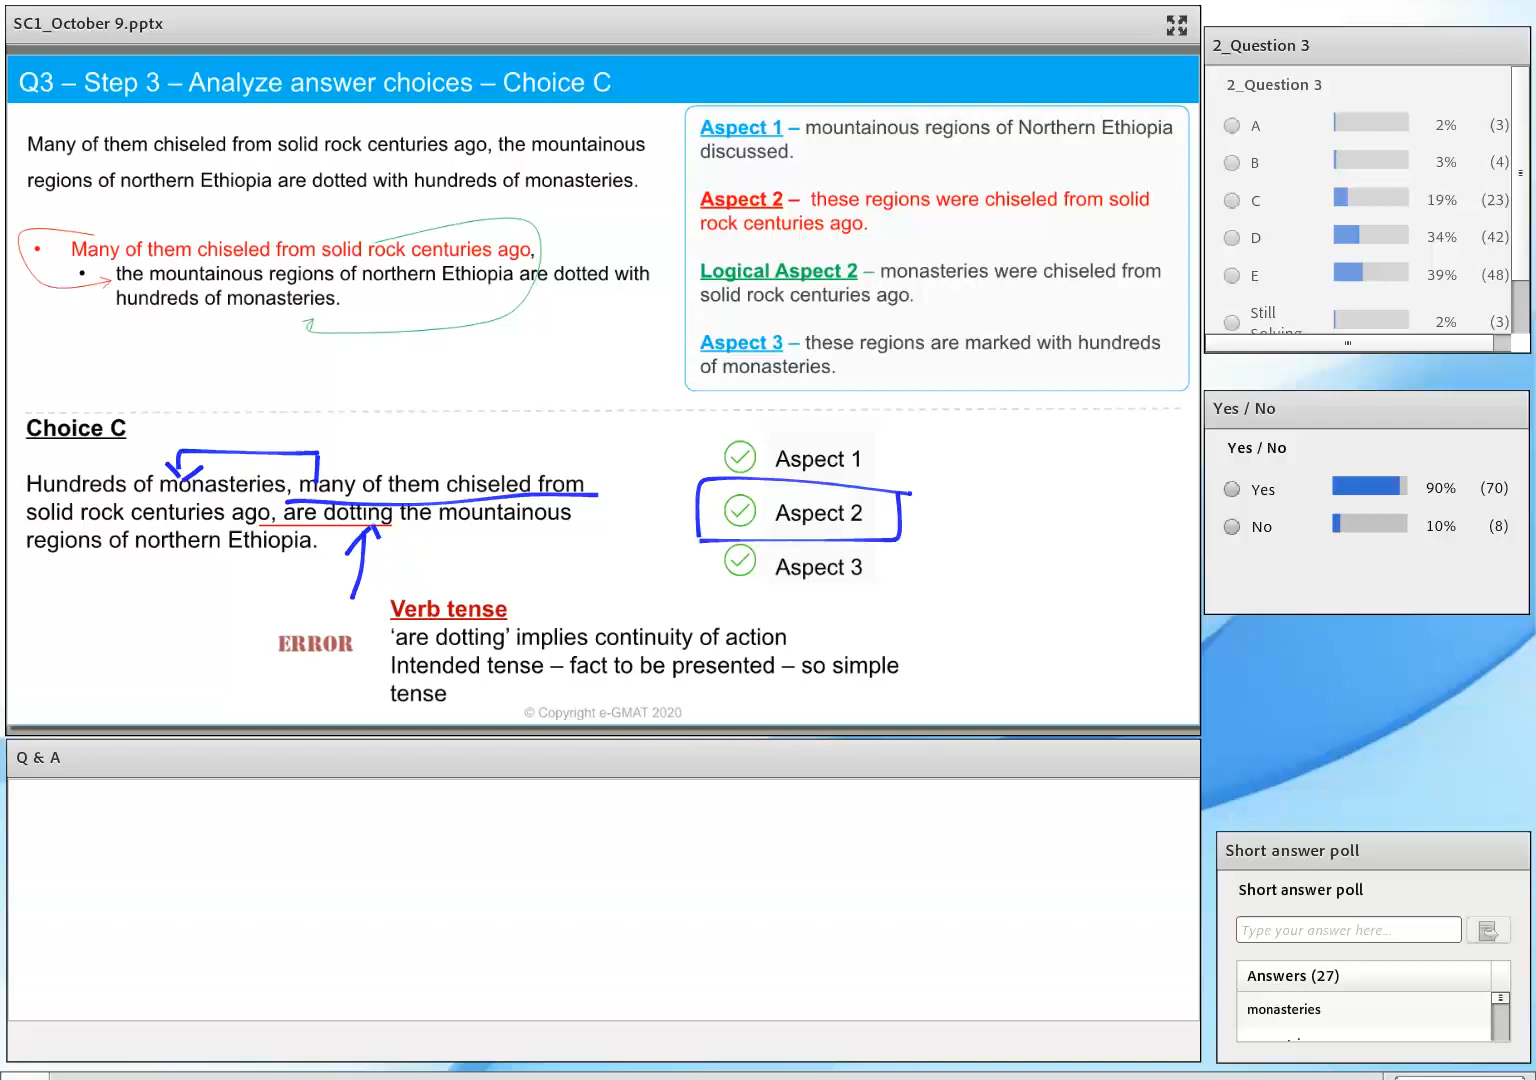 SC1_October 9.pptx
Q3 – Step 3 – Analyze answer choices – Choice C
Many of them chiseled from solid rock centuries ago, the mountainous
regions of northern Ethiopia are dotted with hundreds of monasteries.
• Many of them chiseled from solid rock centuries ago,
• the mountainous regions of northern Ethiopia are dotted with
hundreds of monasteries.
Aspect 1 – mountainous regions of Northern Ethiopia
discussed.
Aspect 2 – these regions were chiseled from solid
rock centuries ago.
Logical Aspect 2 – monasteries were chiseled from
solid rock centuries ago.
Aspect 3 – these regions are marked with hundreds
of monasteries.
Choice C
Hundreds of monasteries, many of them chiseled from
solid rock centuries ago, are dotting the mountainous
regions of northern Ethiopia.
Aspect 1
Aspect 2
Aspect 3
ERROR
Verb tense
‘are dotting’ implies continuity of action
Intended tense – fact to be presented – so simple
tense
© Copyright e-GMAT 2020
Q & A
2_Question 3
2_Question 3
A 2% (3)
B 3% (4)
C 19% (23)
D 34% (42)
E 39% (48)
Still
Solving 2% (3)
Yes / No
Yes / No
Yes 90% (70)
No 10% (8)
Short answer poll
Short answer poll
Type your answer here...
Answers (27)
monasteries